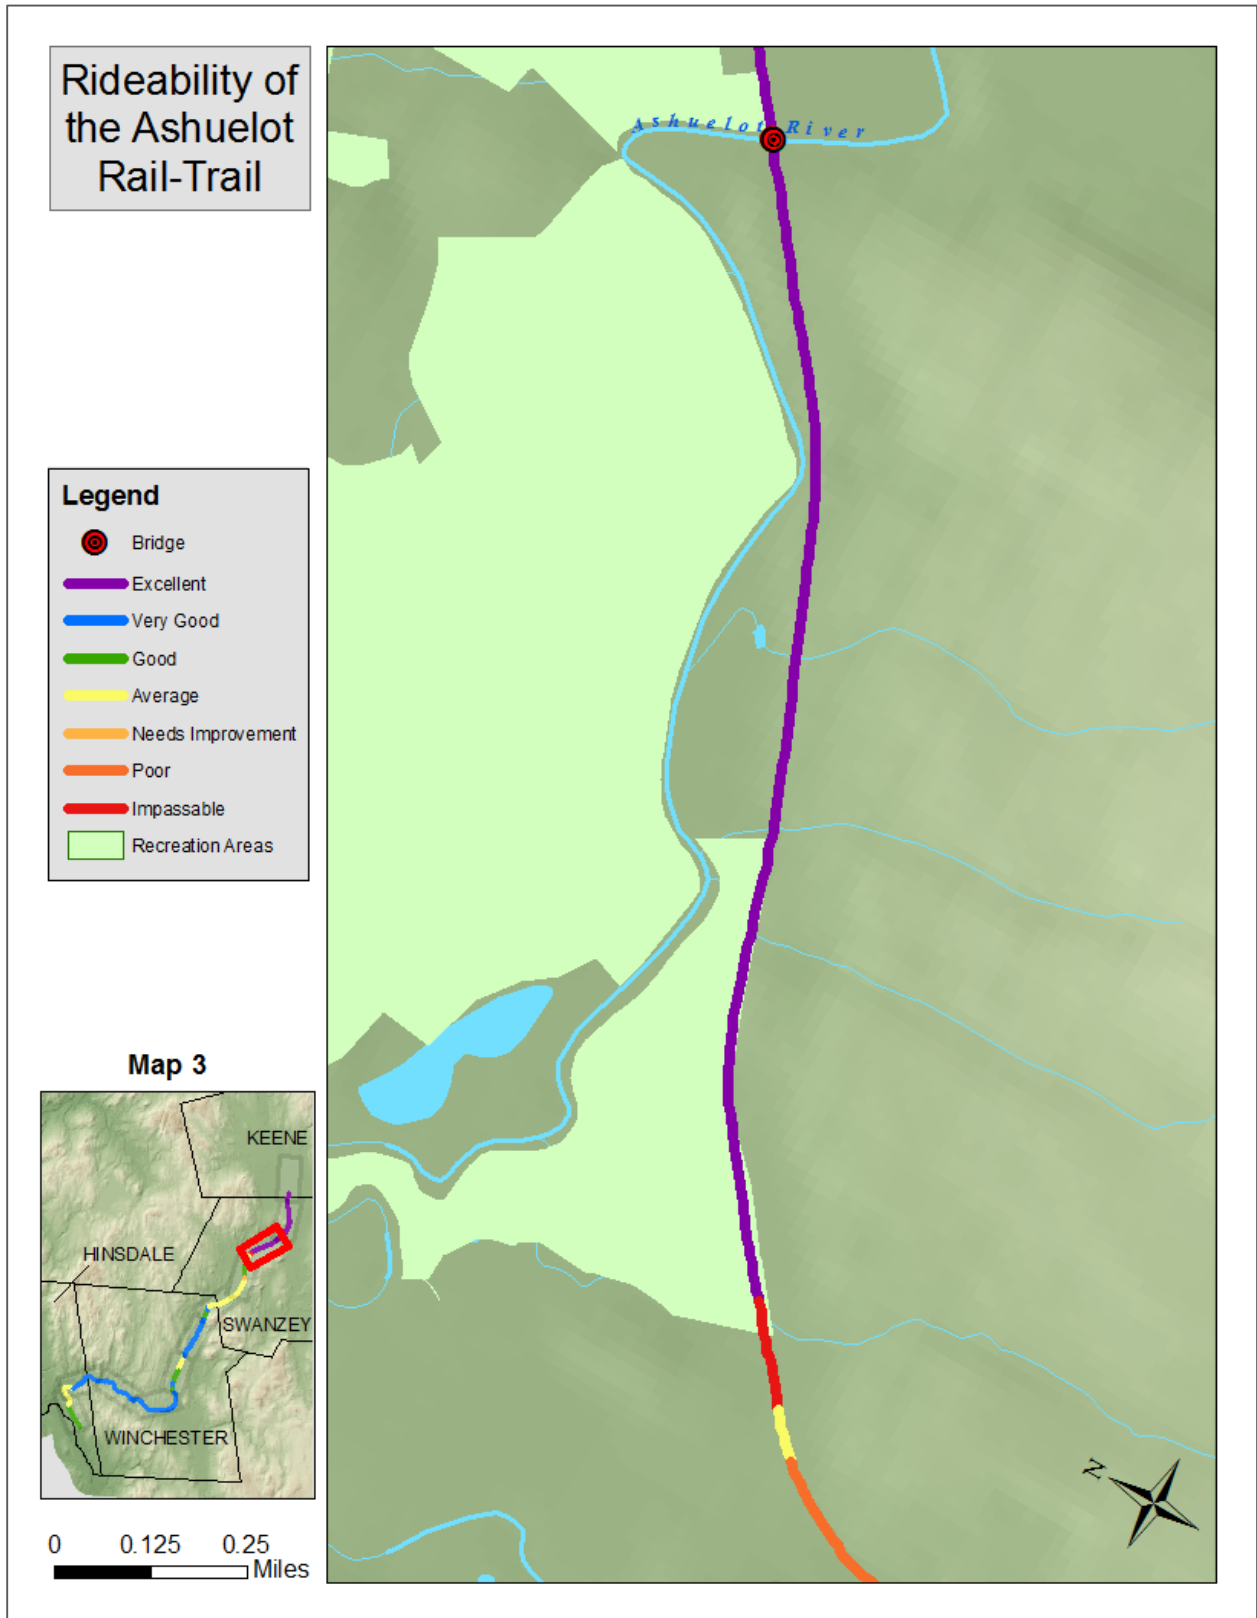 Rideability of
the Ashuelot
Rail-Trail
Ashuelot River
Legend
Bridge
Excellent
Very Good
Good
Average
Needs Improvement
Poor
Impassable
Recreation Areas
Map 3
KEENE
HINSDALE
SWANZEY
WINCHESTER
N
0 0.125 0.25
Miles